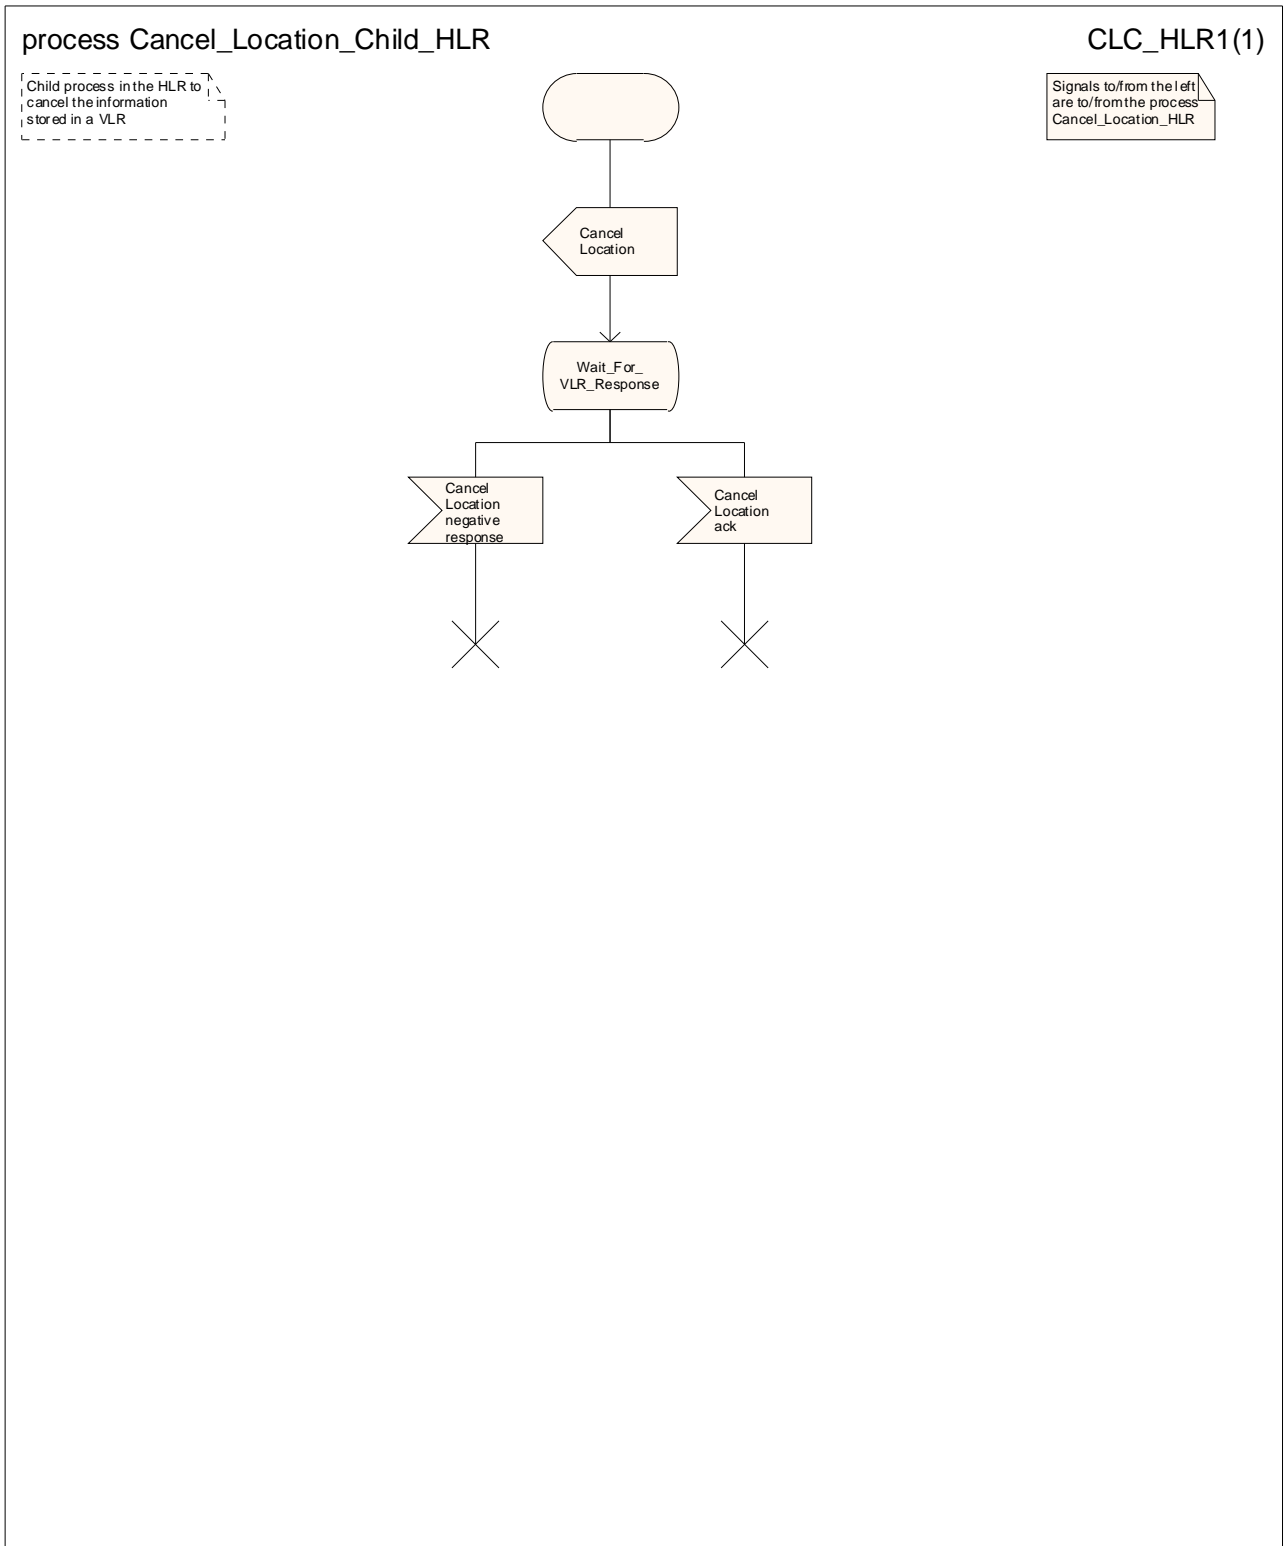 process Cancel_Location_Child_HLR
CLC_HLR1(1)
Child process in the HLR to
cancel the information
stored in a VLR
Signals to/from the left
are to/from the process
Cancel_Location_HLR
Cancel
Location
Wait_For_
VLR_Response
Cancel
Location
negative
response
Cancel
Location
ack